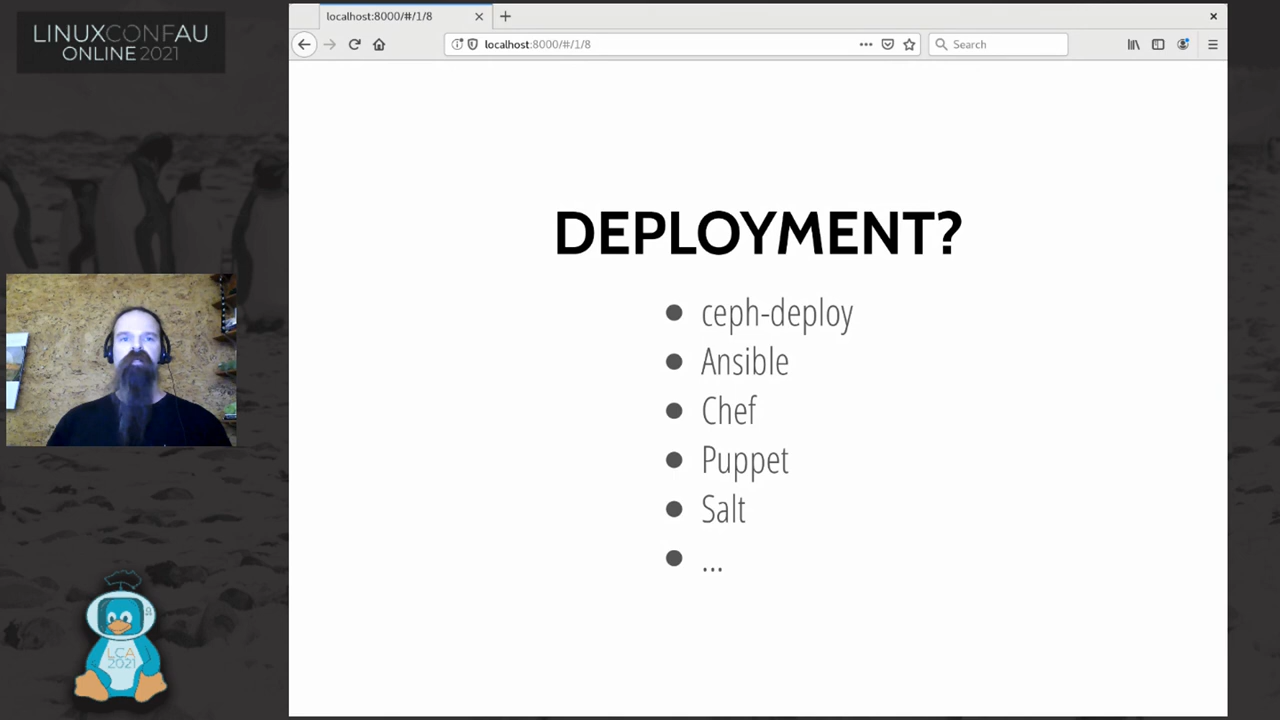 LINUXCONFAU
ONLINE 2021
localhost:8000/#/1/8
localhost:8000/#/1/8
Search
DEPLOYMENT?
ceph-deploy
Ansible
Chef
Puppet
Salt
...
LCA
2021